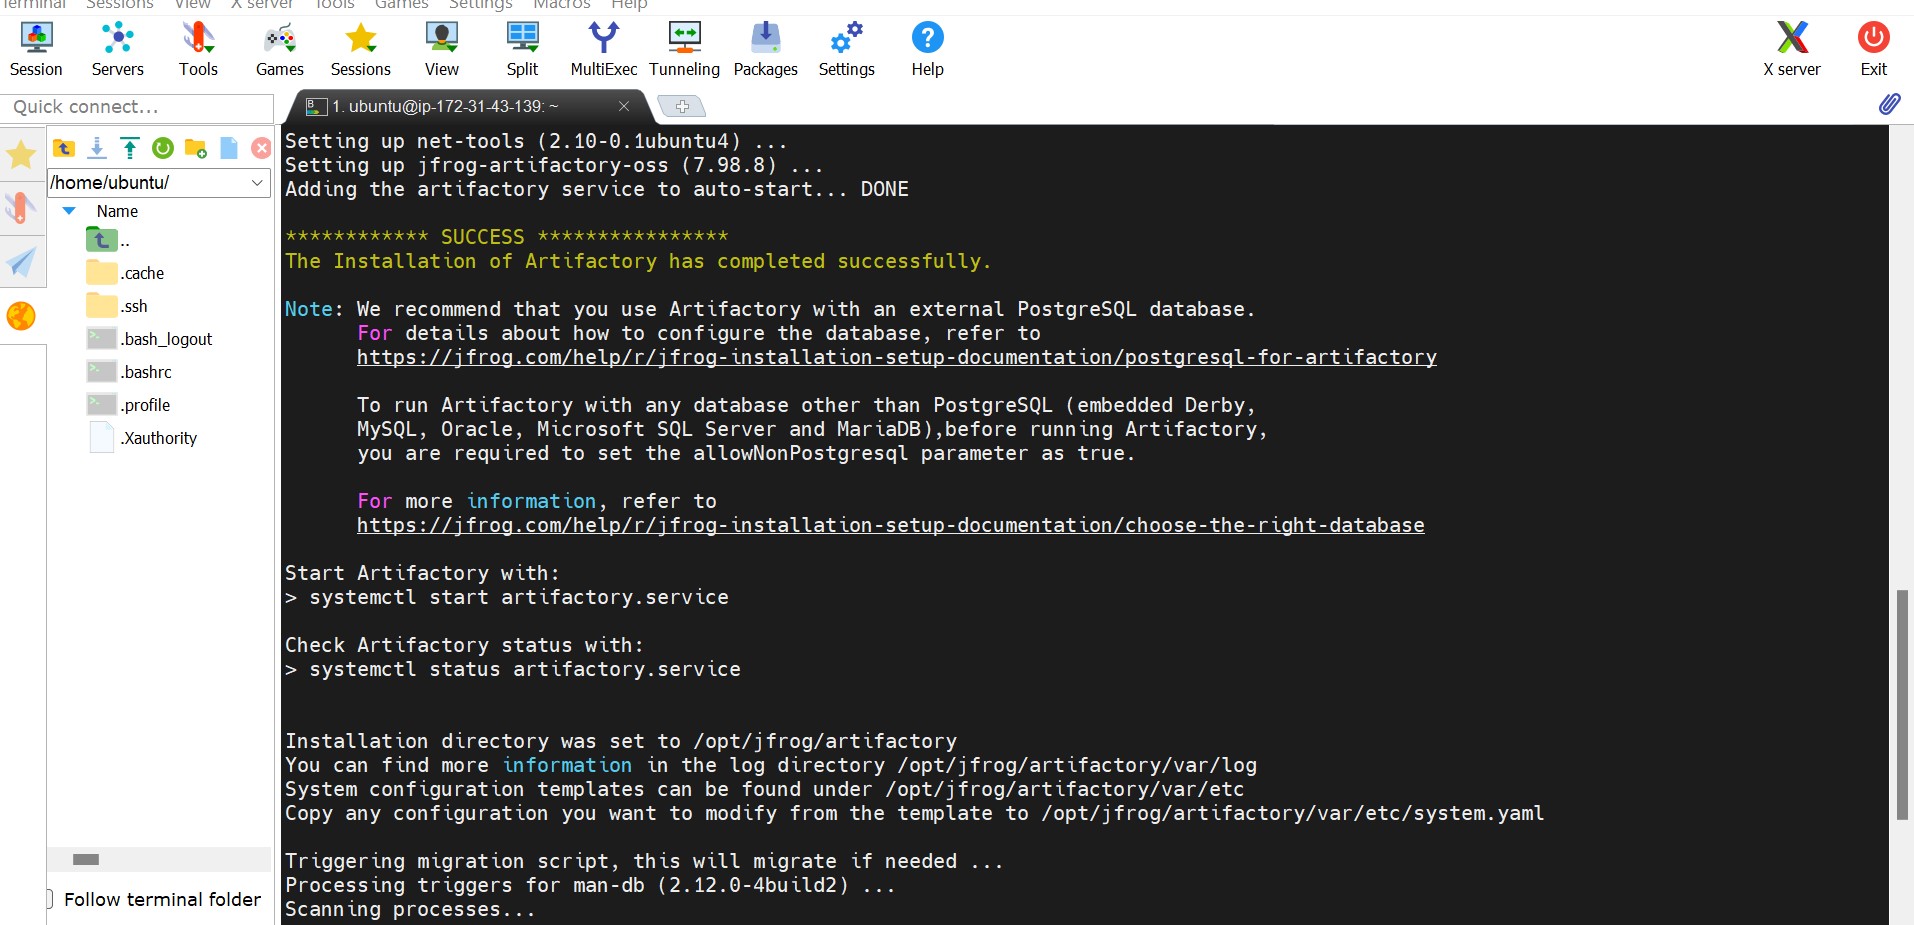 Terminal Sessions View X server Tools Games Settings Macros Help
Session Servers Tools Games Sessions View Split MultiExec Tunneling Packages Settings Help X server Exit
Quick connect...
1. ubuntu@ip-172-31-43-139: ~
/home/ubuntu/
Name
..
.cache
.ssh
.bash_logout
.bashrc
.profile
.Xauthority
Follow terminal folder
Setting up net-tools (2.10-0.1ubuntu4) ...
Setting up jfrog-artifactory-oss (7.98.8) ...
Adding the artifactory service to auto-start... DONE
************ SUCCESS ****************
The Installation of Artifactory has completed successfully.
Note: We recommend that you use Artifactory with an external PostgreSQL database.
For details about how to configure the database, refer to
https://jfrog.com/help/r/jfrog-installation-setup-documentation/postgresql-for-artifactory
To run Artifactory with any database other than PostgreSQL (embedded Derby,
MySQL, Oracle, Microsoft SQL Server and MariaDB),before running Artifactory,
you are required to set the allowNonPostgresql parameter as true.
For more information, refer to
https://jfrog.com/help/r/jfrog-installation-setup-documentation/choose-the-right-database
Start Artifactory with:
> systemctl start artifactory.service
Check Artifactory status with:
> systemctl status artifactory.service
Installation directory was set to /opt/jfrog/artifactory
You can find more information in the log directory /opt/jfrog/artifactory/var/log
System configuration templates can be found under /opt/jfrog/artifactory/var/etc
Copy any configuration you want to modify from the template to /opt/jfrog/artifactory/var/etc/system.yaml
Triggering migration script, this will migrate if needed ...
Processing triggers for man-db (2.12.0-4build2) ...
Scanning processes...